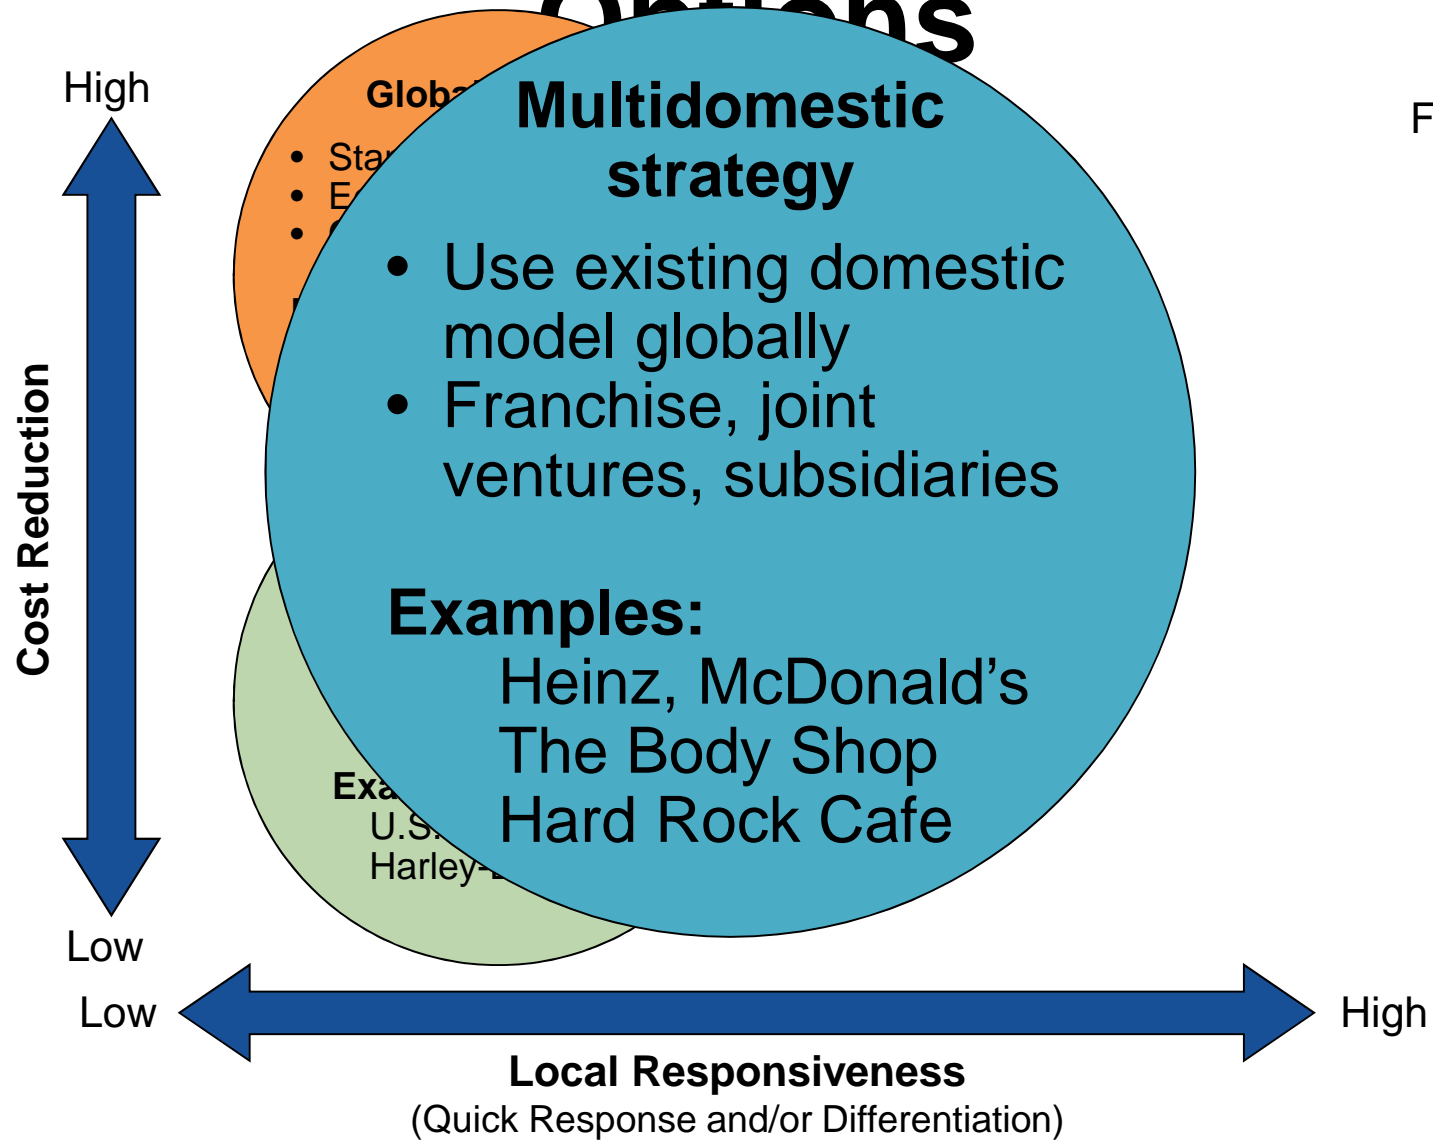 Options
High
F
Multidomestic
strategy
• Use existing domestic
model globally
• Franchise, joint
ventures, subsidiaries
Examples:
Heinz, McDonald’s
The Body Shop
Hard Rock Cafe
U.S.
Cost Reduction
Low
Low
High
Local Responsiveness
(Quick Response and/or Differentiation)